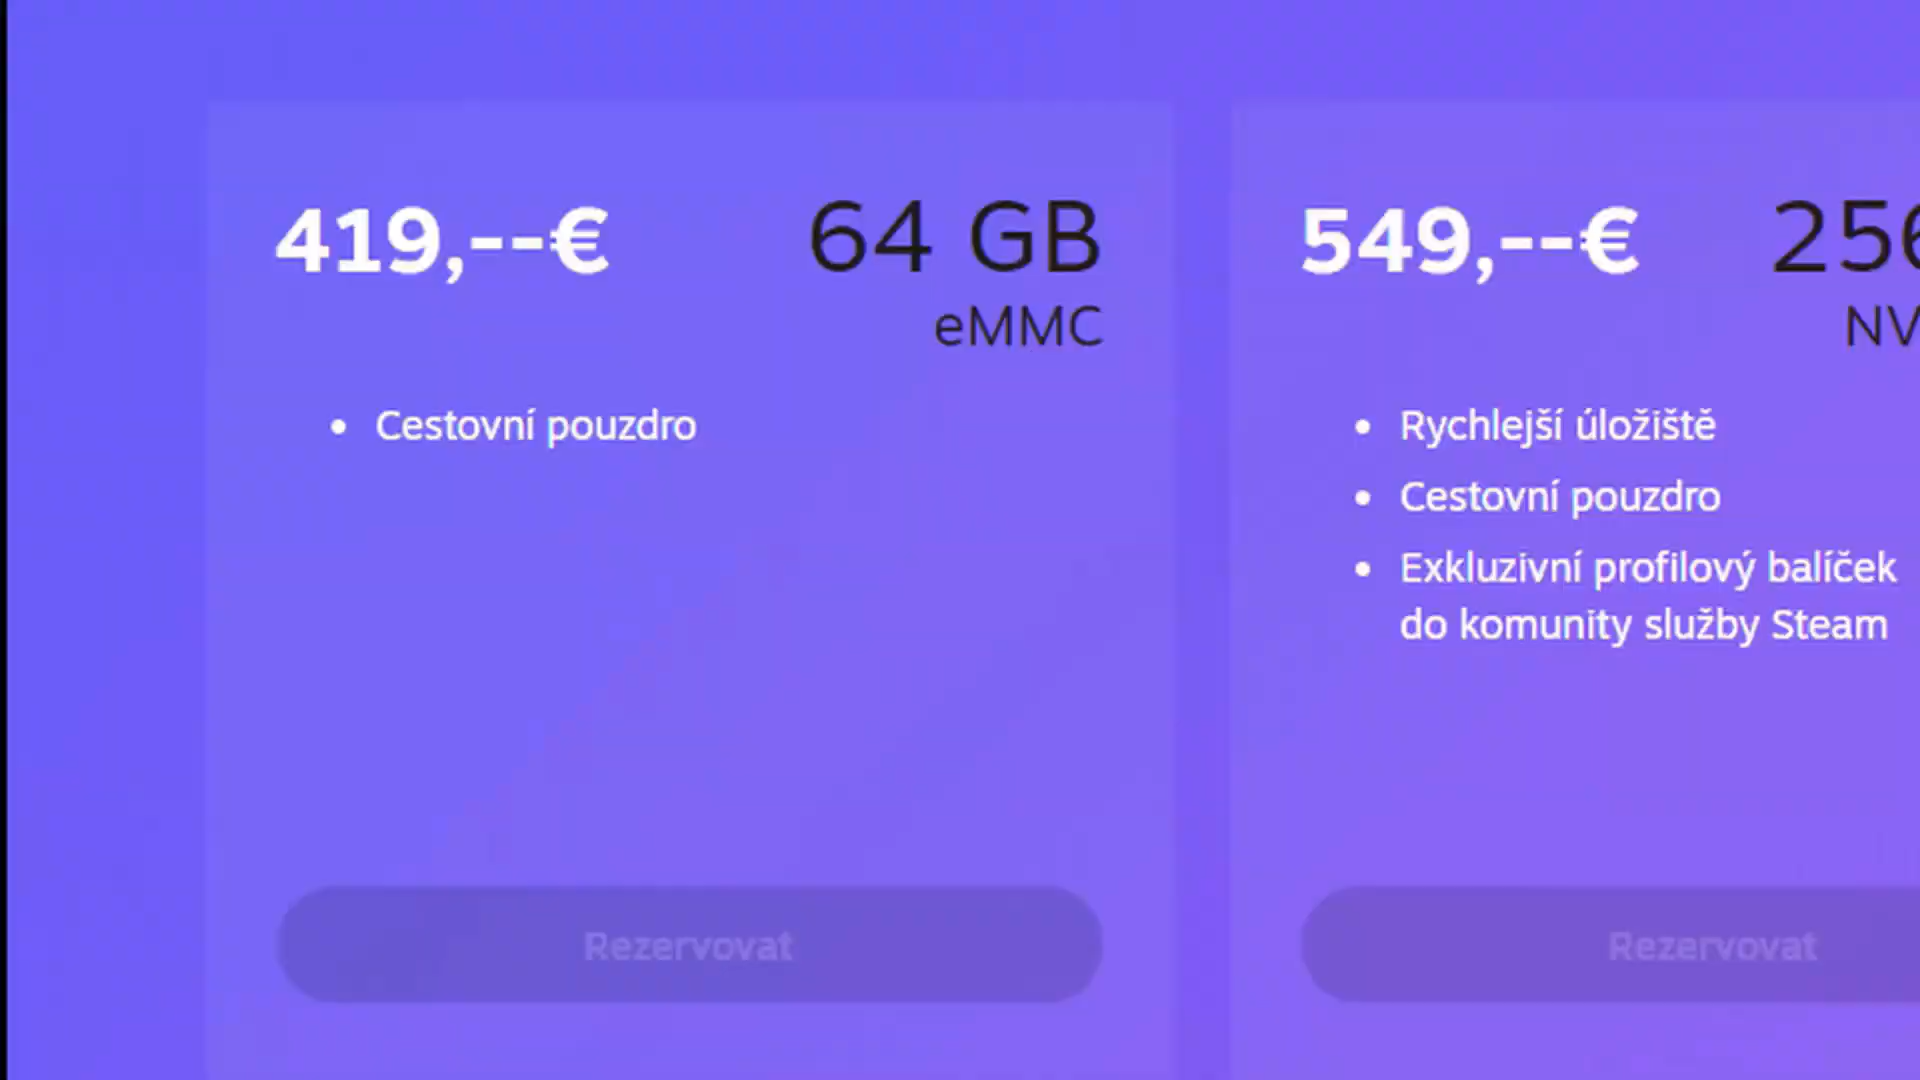 419,--€
64 GB
eMMC
• Cestovní pouzdro
Rezervovat
549,--€
• Rychlejší úložiště
• Cestovní pouzdro
• Exkluzivní profilový balíček
do komunity služby Steam
Rezervovat